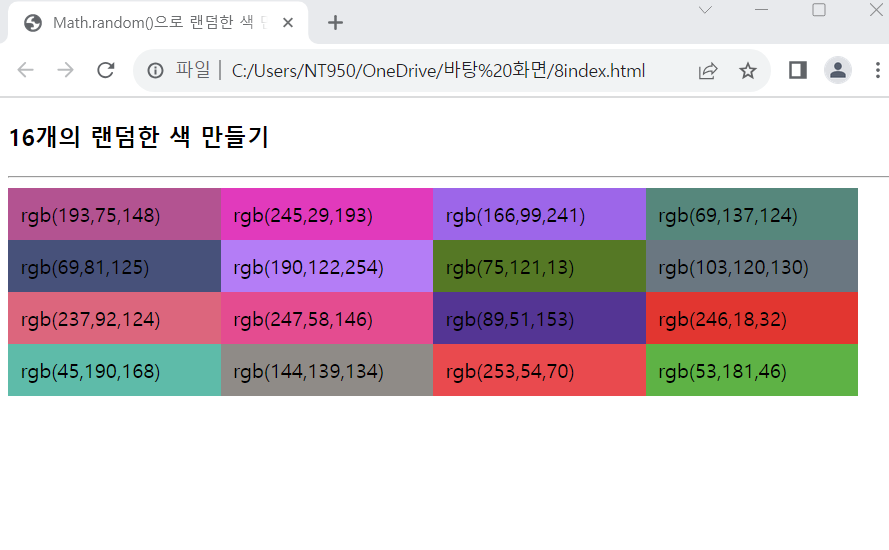 Math.random()으로 랜덤한 색
파일 | C:/Users/NT950/OneDrive/바탕%20화면/8index.html
16개의 랜덤한 색 만들기
rgb(193,75,148) rgb(245,29,193) rgb(166,99,241) rgb(69,137,124)
rgb(69,81,125) rgb(190,122,254) rgb(75,121,13) rgb(103,120,130)
rgb(237,92,124) rgb(247,58,146) rgb(89,51,153) rgb(246,18,32)
rgb(45,190,168) rgb(144,139,134) rgb(253,54,70) rgb(53,181,46)